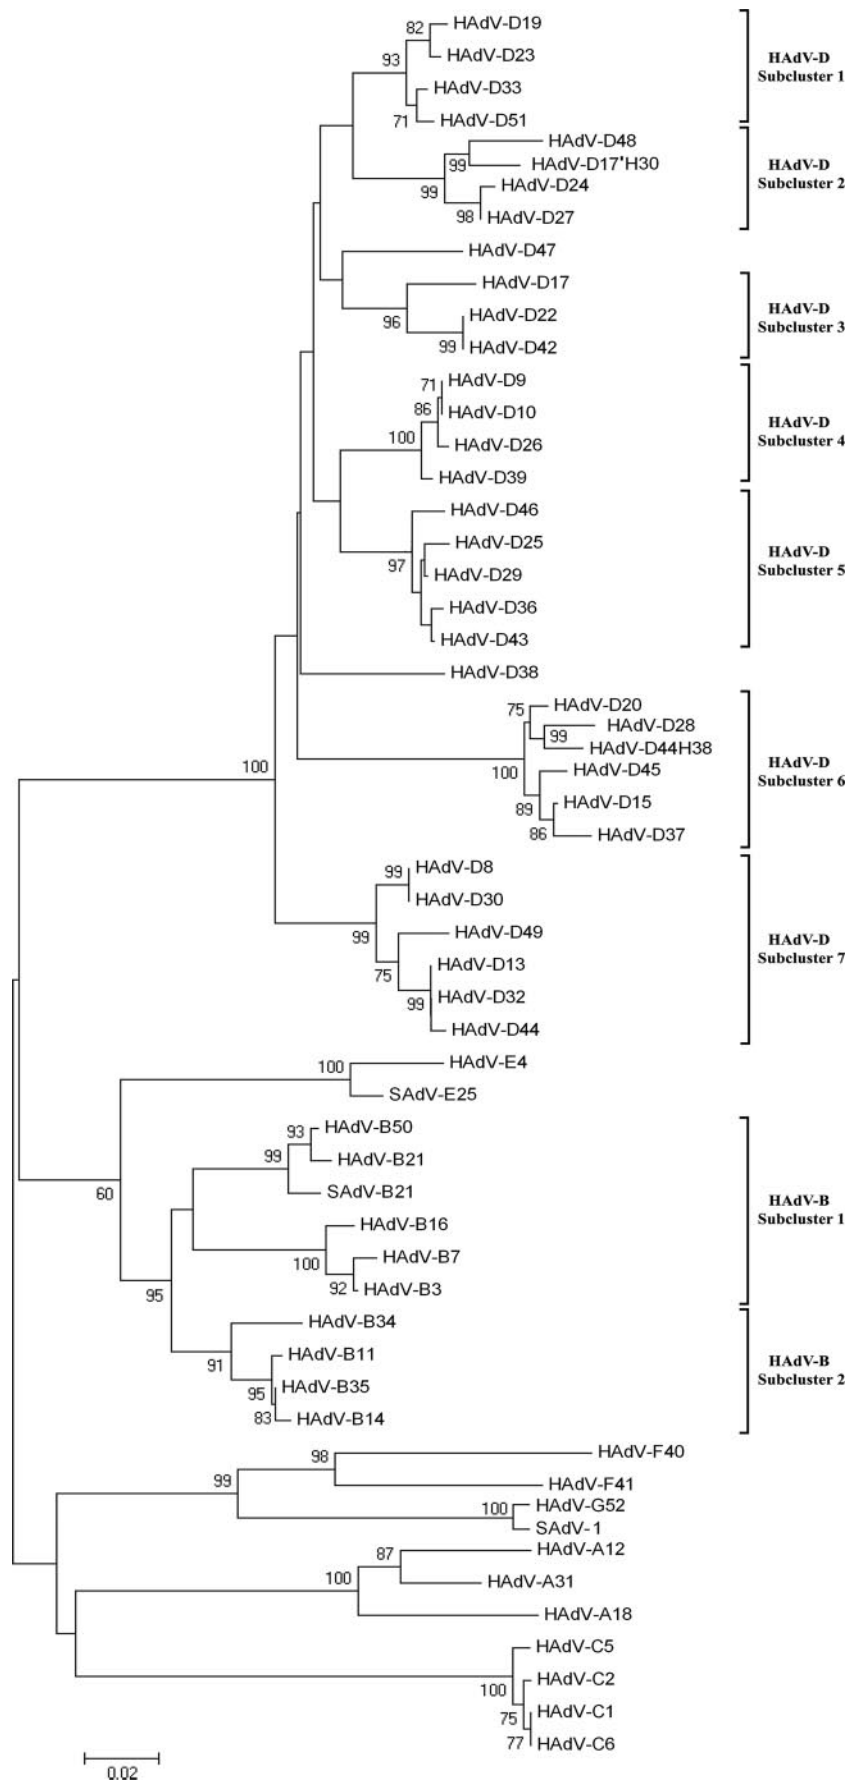 HAdV-D19
82
HAdV-D23
93
HAdV-D33
71
HAdV-D51
HAdV-D
Subcluster 1
HAdV-D48
99
HAdV-D17'H30
99
HAdV-D24
98
HAdV-D27
HAdV-D
Subcluster 2
HAdV-D47
HAdV-D17
96
HAdV-D22
99
HAdV-D42
HAdV-D
Subcluster 3
71
HAdV-D9
86
HAdV-D10
100
HAdV-D26
HAdV-D39
HAdV-D
Subcluster 4
HAdV-D46
HAdV-D25
97
HAdV-D29
HAdV-D36
HAdV-D43
HAdV-D
Subcluster 5
HAdV-D38
75
HAdV-D20
HAdV-D28
99
HAdV-D44H38
100
HAdV-D45
89
HAdV-D15
86
HAdV-D37
HAdV-D
Subcluster 6
100
99
HAdV-D8
HAdV-D30
99
HAdV-D49
75
HAdV-D13
99
HAdV-D32
HAdV-D44
HAdV-D
Subcluster 7
100
HAdV-E4
SAdV-E25
60
93
HAdV-B50
99
HAdV-B21
SAdV-B21
HAdV-B16
100
HAdV-B7
92
HAdV-B3
95
HAdV-B
Subcluster 1
HAdV-B34
91
HAdV-B11
95
HAdV-B35
83
HAdV-B14
HAdV-B
Subcluster 2
98
HAdV-F40
99
HAdV-F41
100
HAdV-G52
SAdV-1
87
HAdV-A12
100
HAdV-A31
HAdV-A18
HAdV-C5
100
HAdV-C2
75
HAdV-C1
77
HAdV-C6
0.02